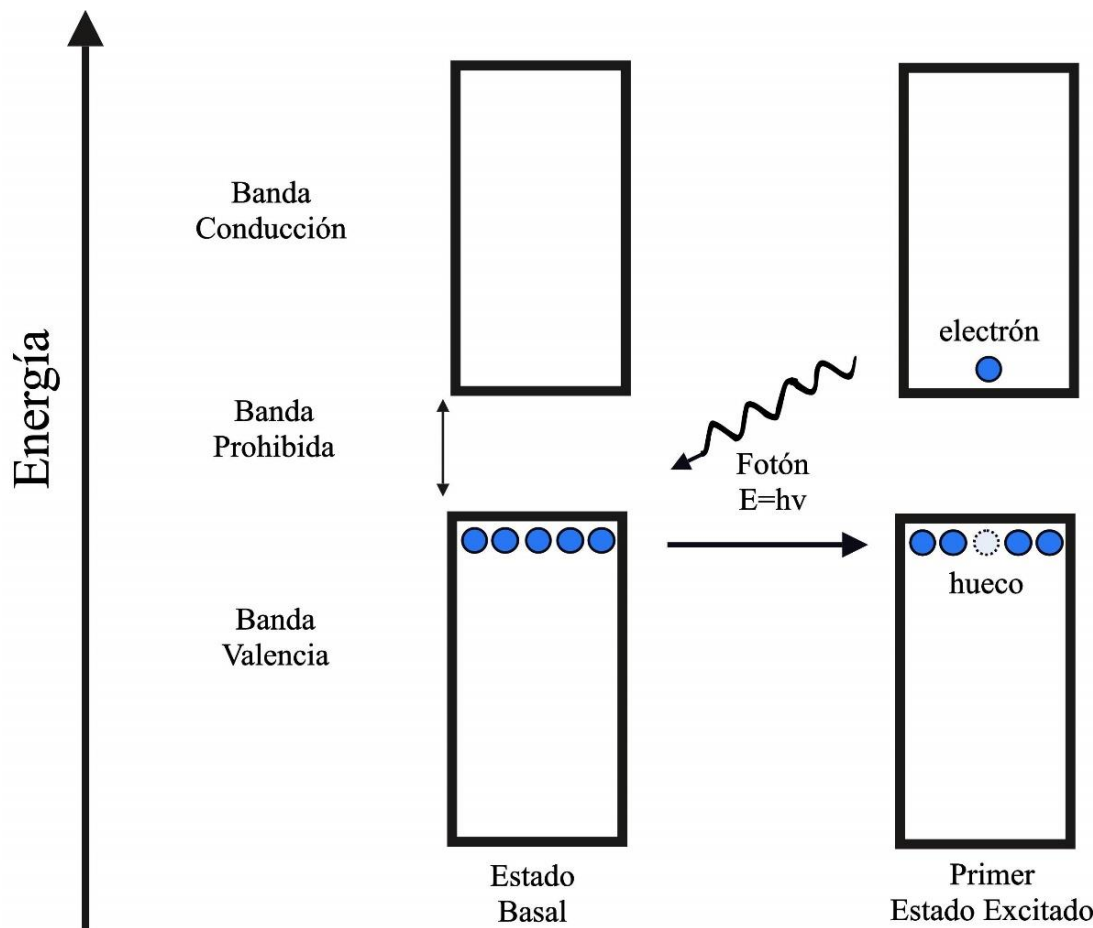 Energía
Banda
Conducción
Banda
Prohibida
Banda
Valencia
electrón
Fotón
E=hv
hueco
Estado
Basal
Primer
Estado Excitado